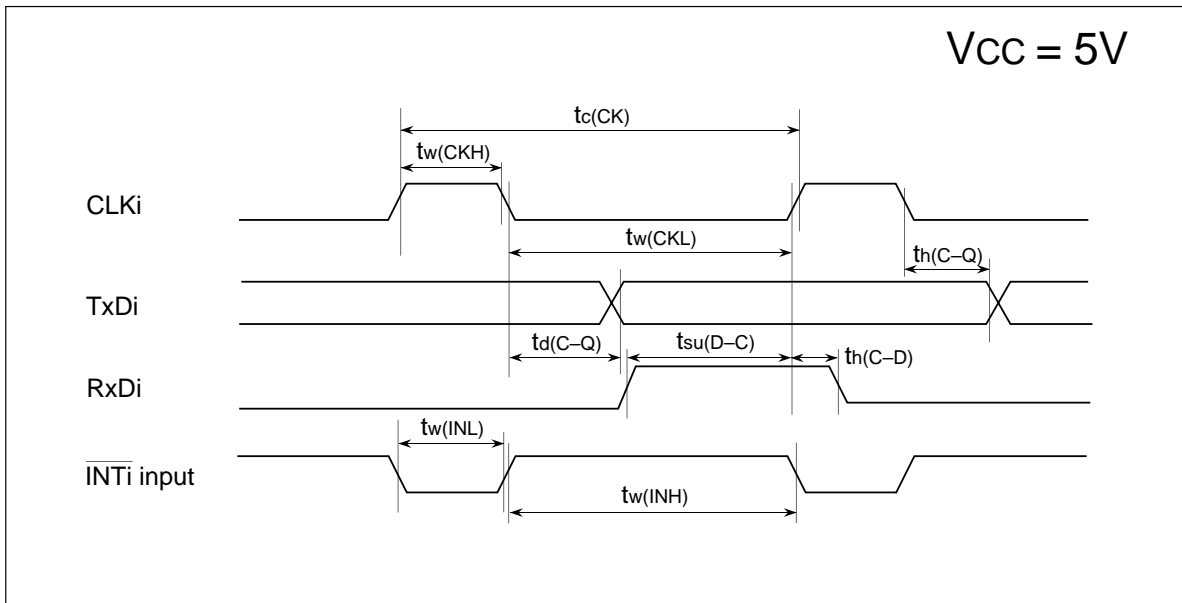 VCC = 5V
tc(CK)
tw(CKH)
CLKi
tw(CKL)
th(C–Q)
TxDi
td(C–Q)
tsu(D–C)
th(C–D)
RxDi
tw(INL)
INTi input
tw(INH)